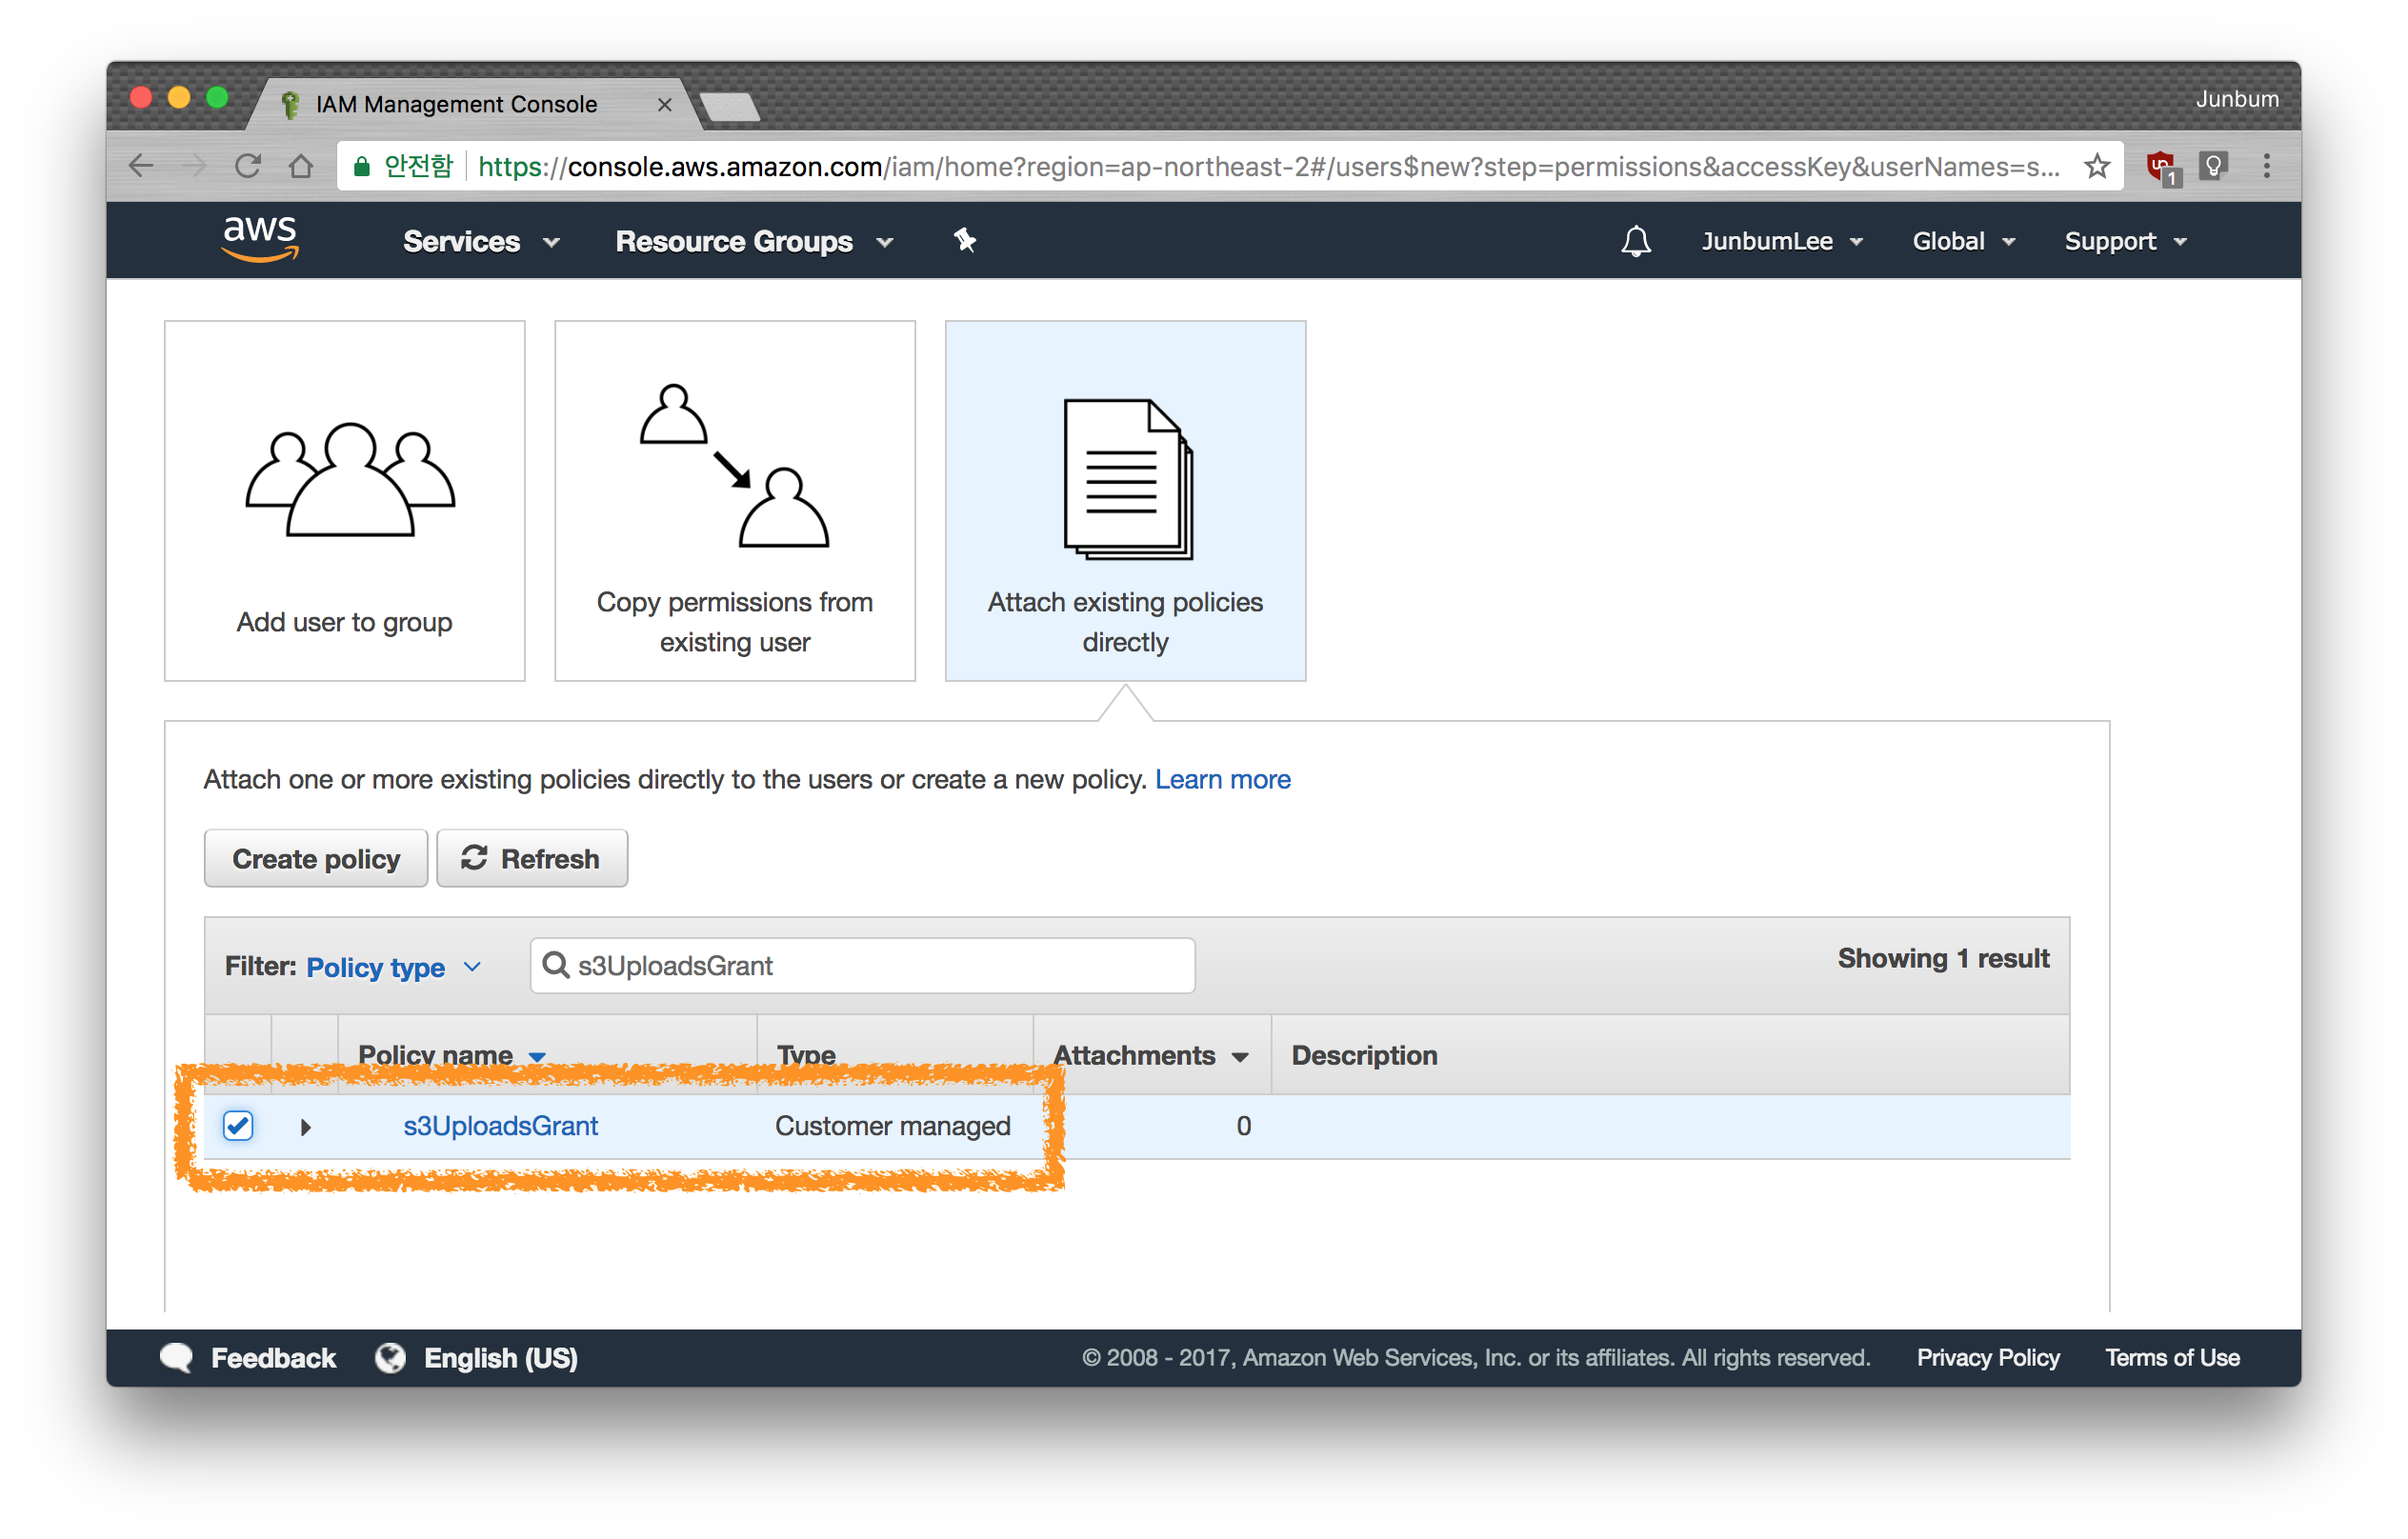 IAM Management Console
Junbum
안전함 https://console.aws.amazon.com/iam/home?region=ap-northeast-2#/users$new?step=permissions&accessKey&userNames=s...
1
aws Services Resource Groups JunbumLee Global Support
Add user to group
Copy permissions from
existing user
Attach existing policies
directly
Attach one or more existing policies directly to the users or create a new policy. Learn more
Create policy Refresh
Filter: Policy type s3UploadsGrant Showing 1 result
Policy name Type Attachments Description
s3UploadsGrant Customer managed 0
Feedback English (US) © 2008 - 2017, Amazon Web Services, Inc. or its affiliates. All rights reserved. Privacy Policy Terms of Use